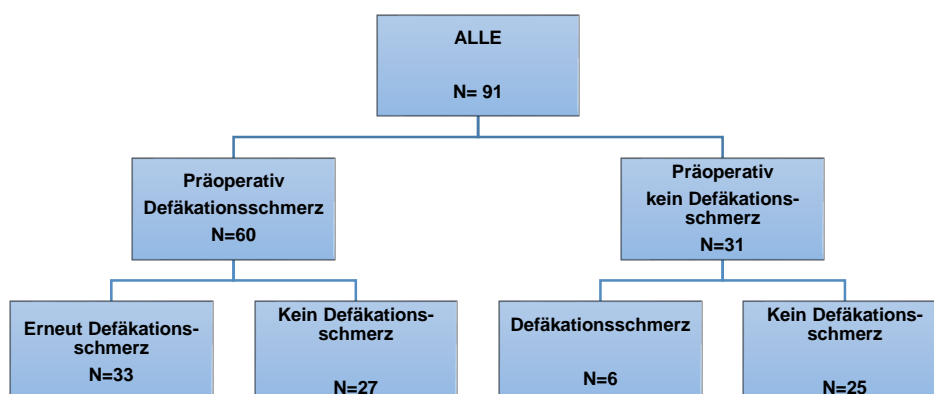 ALLE
N= 91
Präoperativ
Defäkationsschmerz
N=60
Präoperativ
kein Defäkations-
schmerz
N=31
Erneut Defäkations-
schmerz
N=33
Kein Defäkations-
schmerz
N=27
Defäkationsschmerz
N=6
Kein Defäkations-
schmerz
N=25